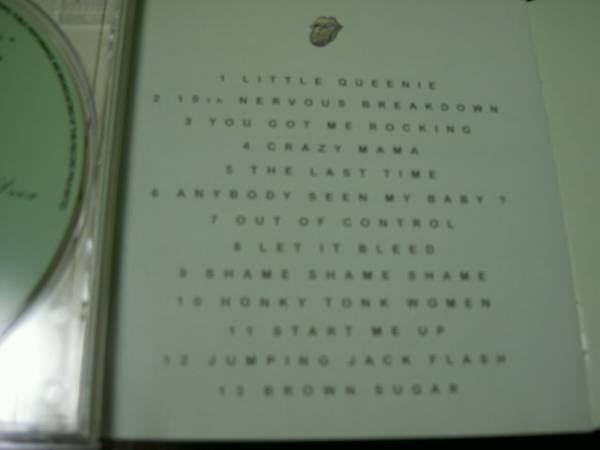 1 LITTLE QUEENIE
2 19th NERVOUS BREAKDOWN
3 YOU GOT ME ROCKING
4 CRAZY MAMA
5 THE LAST TIME
6 ANYBODY SEEN MY BABY ?
7 OUT OF CONTROL
8 LET IT BLEED
9 SHAME SHAME SHAME
10 HONKY TONK WOMEN
11 START ME UP
12 JUMPING JACK FLASH
13 BROWN SUGAR